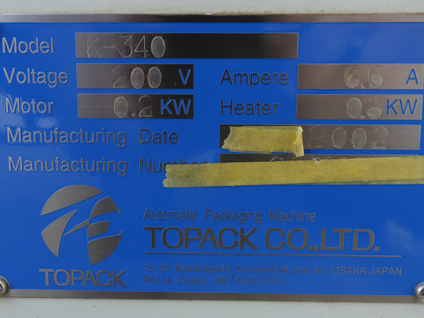 Model K-340
Voltage 200 V Ampere 6.6 A
Motor 0.2 KW Heater KW
Manufacturing Date 2002
Manufacturing Number
Automatic Packaging Machine
TOPACK CO.,LTD.
TOPACK
OSAKA JAPAN
Phone